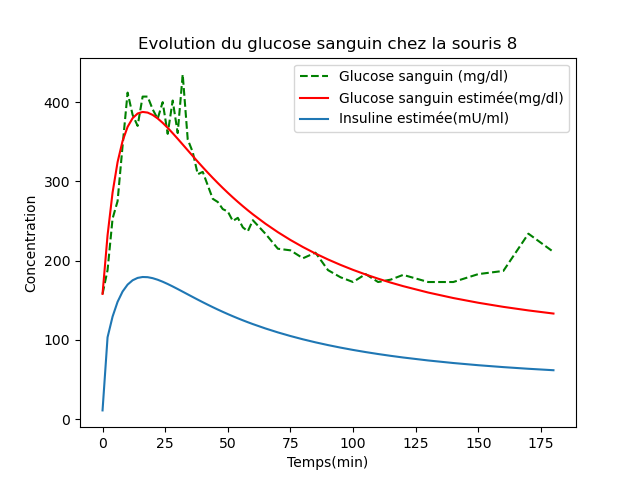 Evolution du glucose sanguin chez la souris 8
Glucose sanguin (mg/dl)
Glucose sanguin estimée(mg/dl)
Insuline estimée(mU/ml)
Concentration
400
300
200
100
0
0 25 50 75 100 125 150 175
Temps(min)